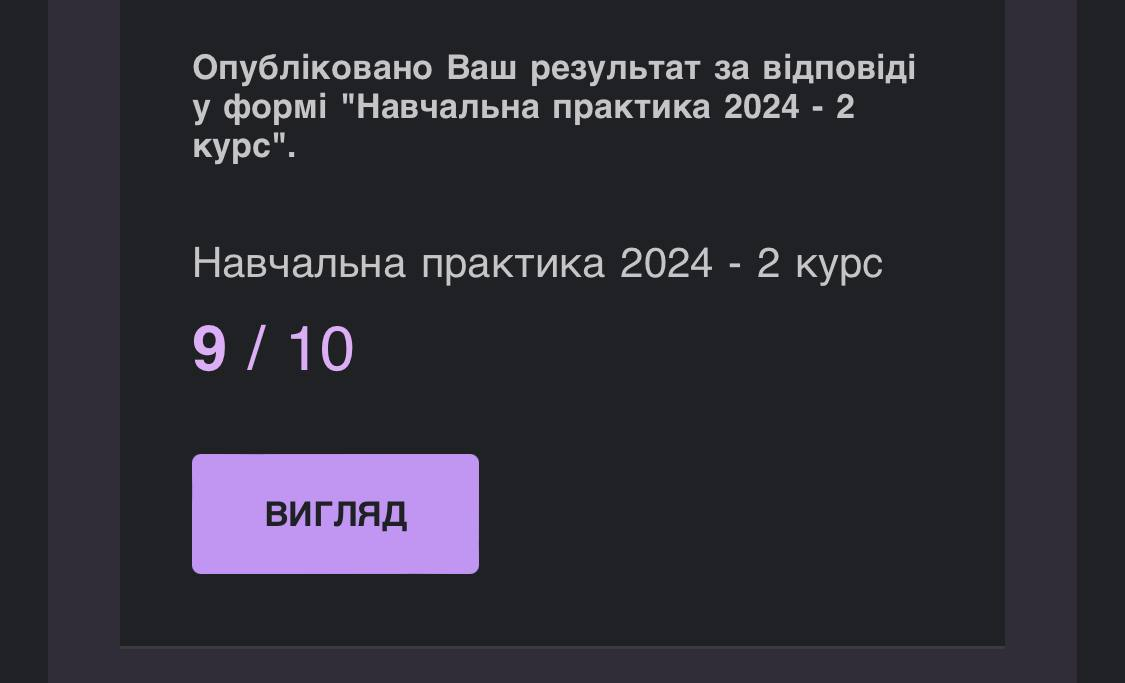 Опубліковано Ваш результат за відповіді
у формі "Навчальна практика 2024 - 2
курс".
Навчальна практика 2024 - 2 курс
9 / 10
ВИГЛЯД